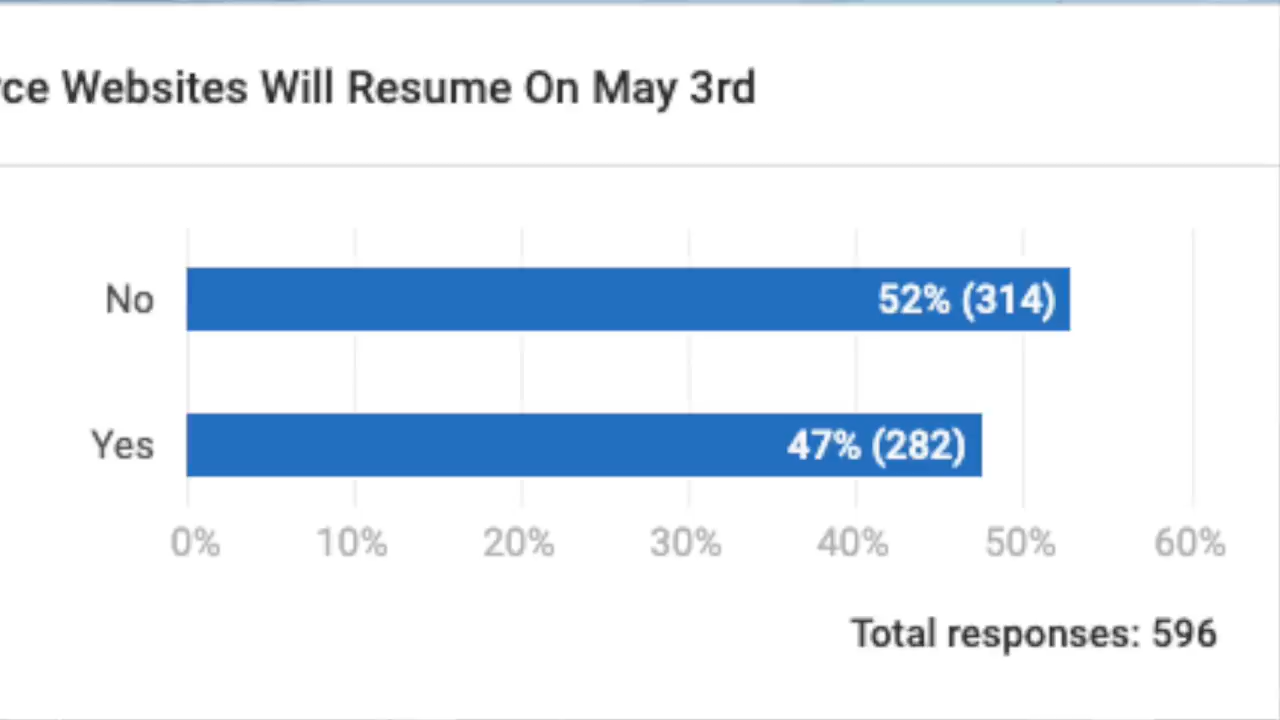 rce Websites Will Resume On May 3rd
No
52% (314)
Yes
47% (282)
0% 10% 20% 30% 40% 50% 60%
Total responses: 596